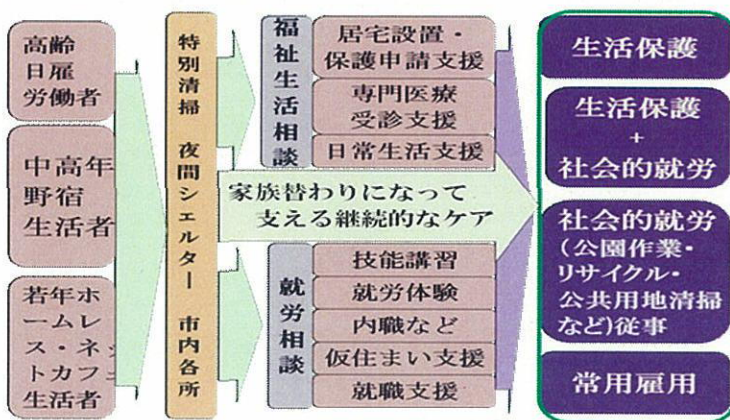 高齢
日雇
労働者
中高年
野宿
生活者
若年ホ
ームレ
ス・ネッ
トカフェ
生活者
特別清掃 夜間シェルター 市内各所
福祉生活相談
居宅設置・
保護申請支援
専門医療
受診支援
日常生活支援
家族替わりになって
支える継続的なケア
就労相談
技能講習
就労体験
内職など
仮住まい支援
就職支援
生活保護
生活保護
+
社会的就労
社会的就労
(公園作業・
リサイクル・
公共用地清掃
など)従事
常用雇用